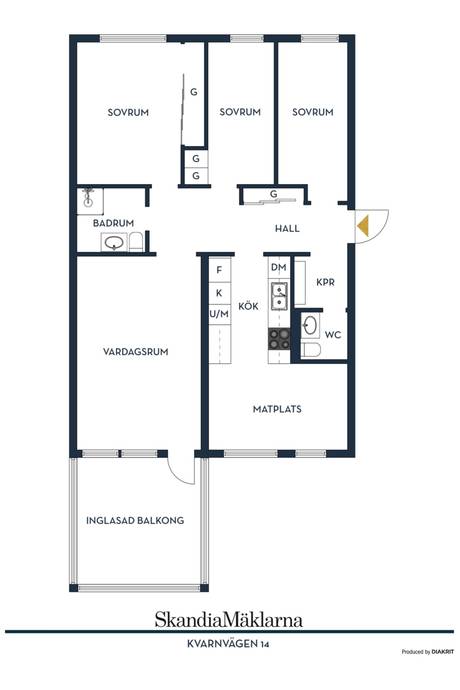 SOVRUM
G
SOVRUM
SOVRUM
G
G
G
BADRUM
HALL
F
DM
KPR
K
KÖK
U/M
WC
VARDAGSRUM
MATPLATS
INGLASAD BALKONG
SkandiaMäklarna
KVARNVÄGEN 14
Produced by DIAKRIT